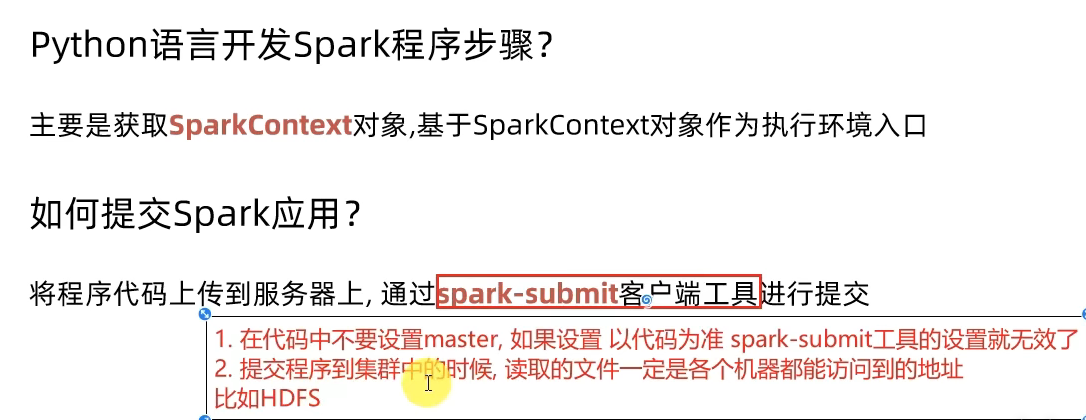 Python语言开发Spark程序步骤？
主要是获取SparkContext对象,基于SparkContext对象作为执行环境入口
如何提交Spark应用？
将程序代码上传到服务器上, 通过spark-submit客户端工具进行提交
1. 在代码中不要设置master, 如果设置 以代码为准 spark-submit工具的设置就无效了
2. 提交程序到集群中的时候, 读取的文件一定是各个机器都能访问到的地址
比如HDFS